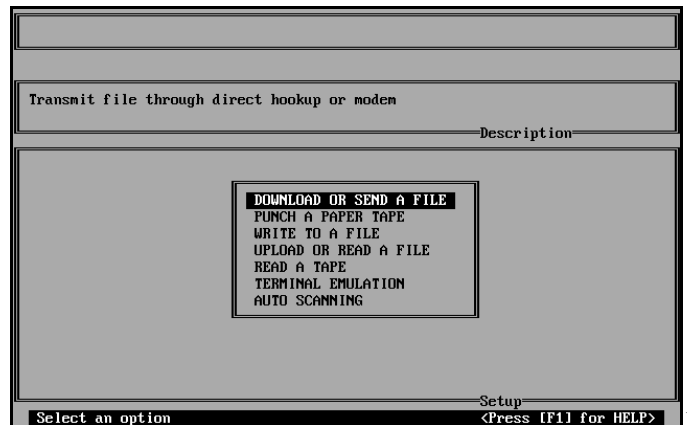 Transmit file through direct hookup or modem
Description
DOWNLOAD OR SEND A FILE
PUNCH A PAPER TAPE
WRITE TO A FILE
UPLOAD OR READ A FILE
READ A TAPE
TERMINAL EMULATION
AUTO SCANNING
Setup
Select an option <Press [F1] for HELP>